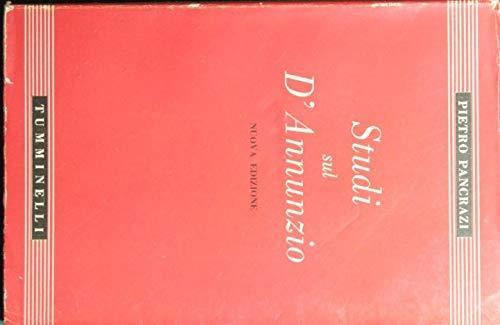 PIETRO PANCRAZI
Studi
sul
D'Annunzio
NUOVA EDIZIONE
TUMMINELLI